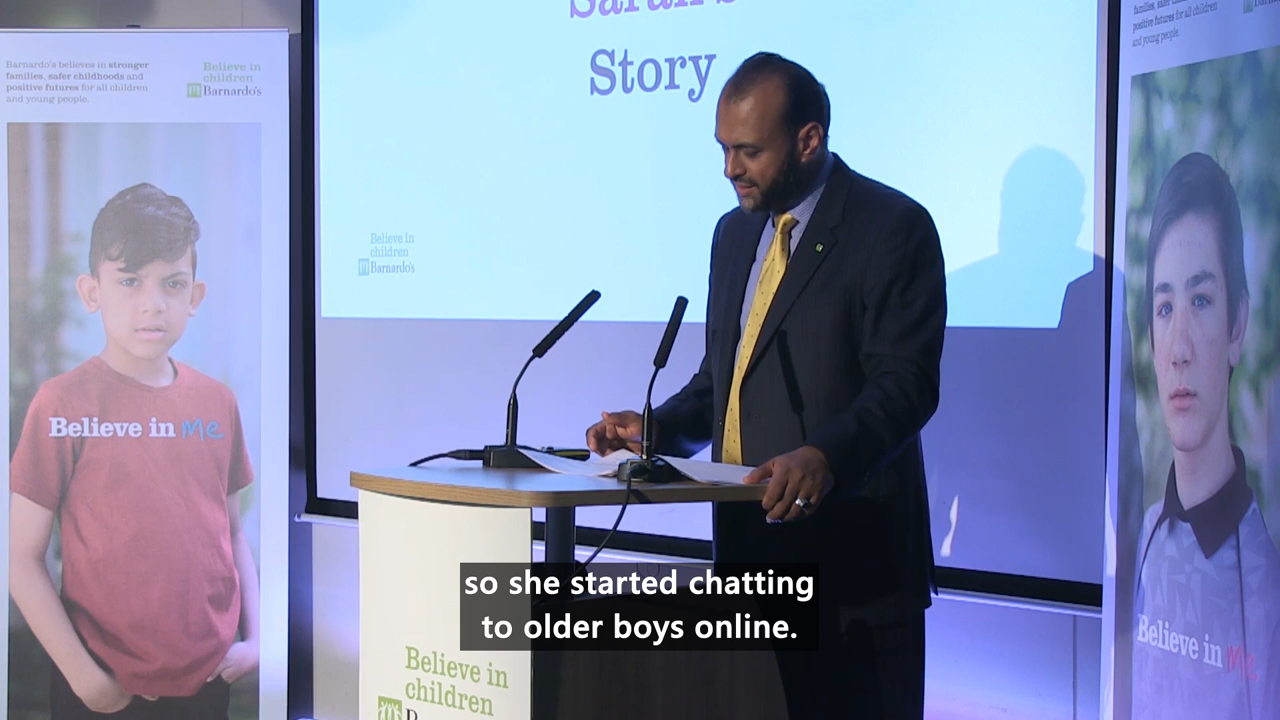 Barnardo's believes in stronger
families, safer childhoods and
positive futures for all children
and young people.
Believe in
children
Barnardo's
Believe in me
Sarah's
Story
Believe in
children
Barnardo's
families, safer
positive futures for all children
and young people.
Believe in me
Believe in
children
so she started chatting
to older boys online.